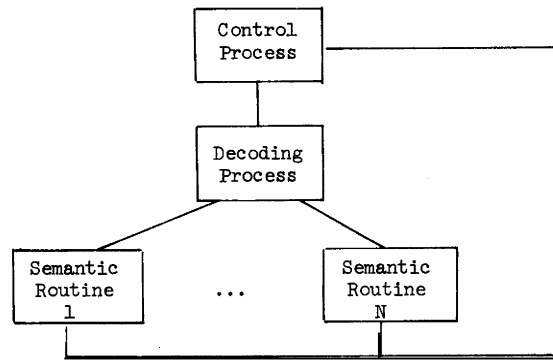 Control
Process
Decoding
Process
Semantic
Routine
1
...
Semantic
Routine
N